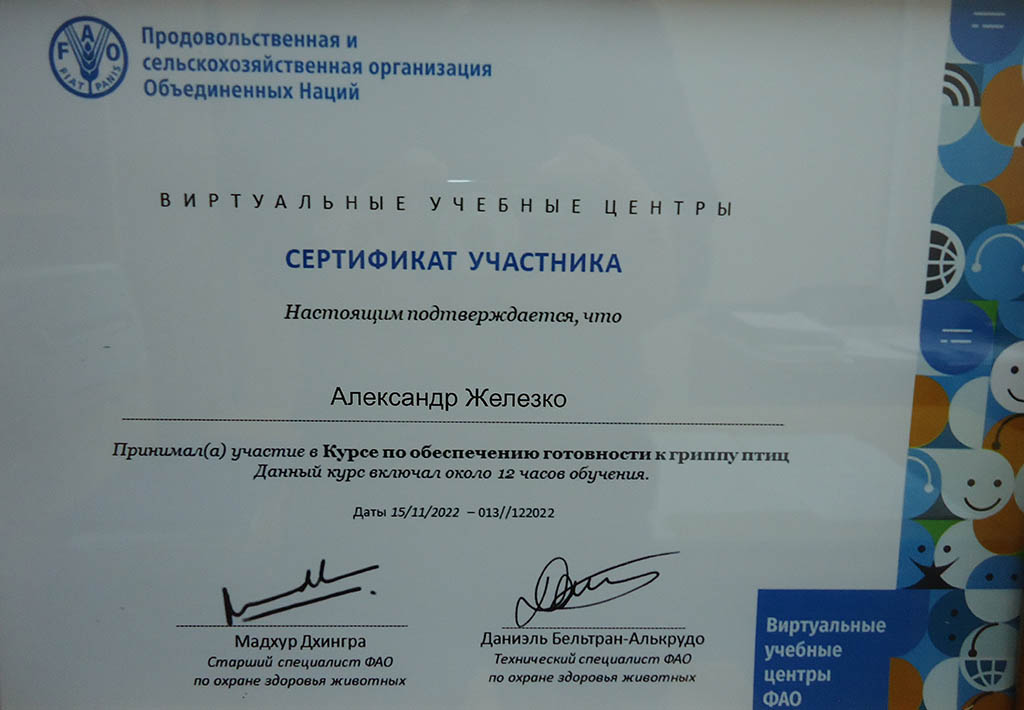 FAO
FIAT PANIS
Продовольственная и
сельскохозяйственная организация
Объединенных Наций
ВИРТУАЛЬНЫЕ УЧЕБНЫЕ ЦЕНТРЫ
СЕРТИФИКАТ УЧАСТНИКА
Настоящим подтверждается, что
Александр Железко
Принимал(а) участие в Курсе по обеспечению готовности к гриппу птиц
Данный курс включал около 12 часов обучения.
Даты 15/11/2022 – 013//122022
Мадхур Дхингра
Старший специалист ФАО
по охране здоровья животных
Даниэль Бельтран-Алькрудо
Технический специалист ФАО
по охране здоровья животных
Виртуальные
учебные
центры
ФАО